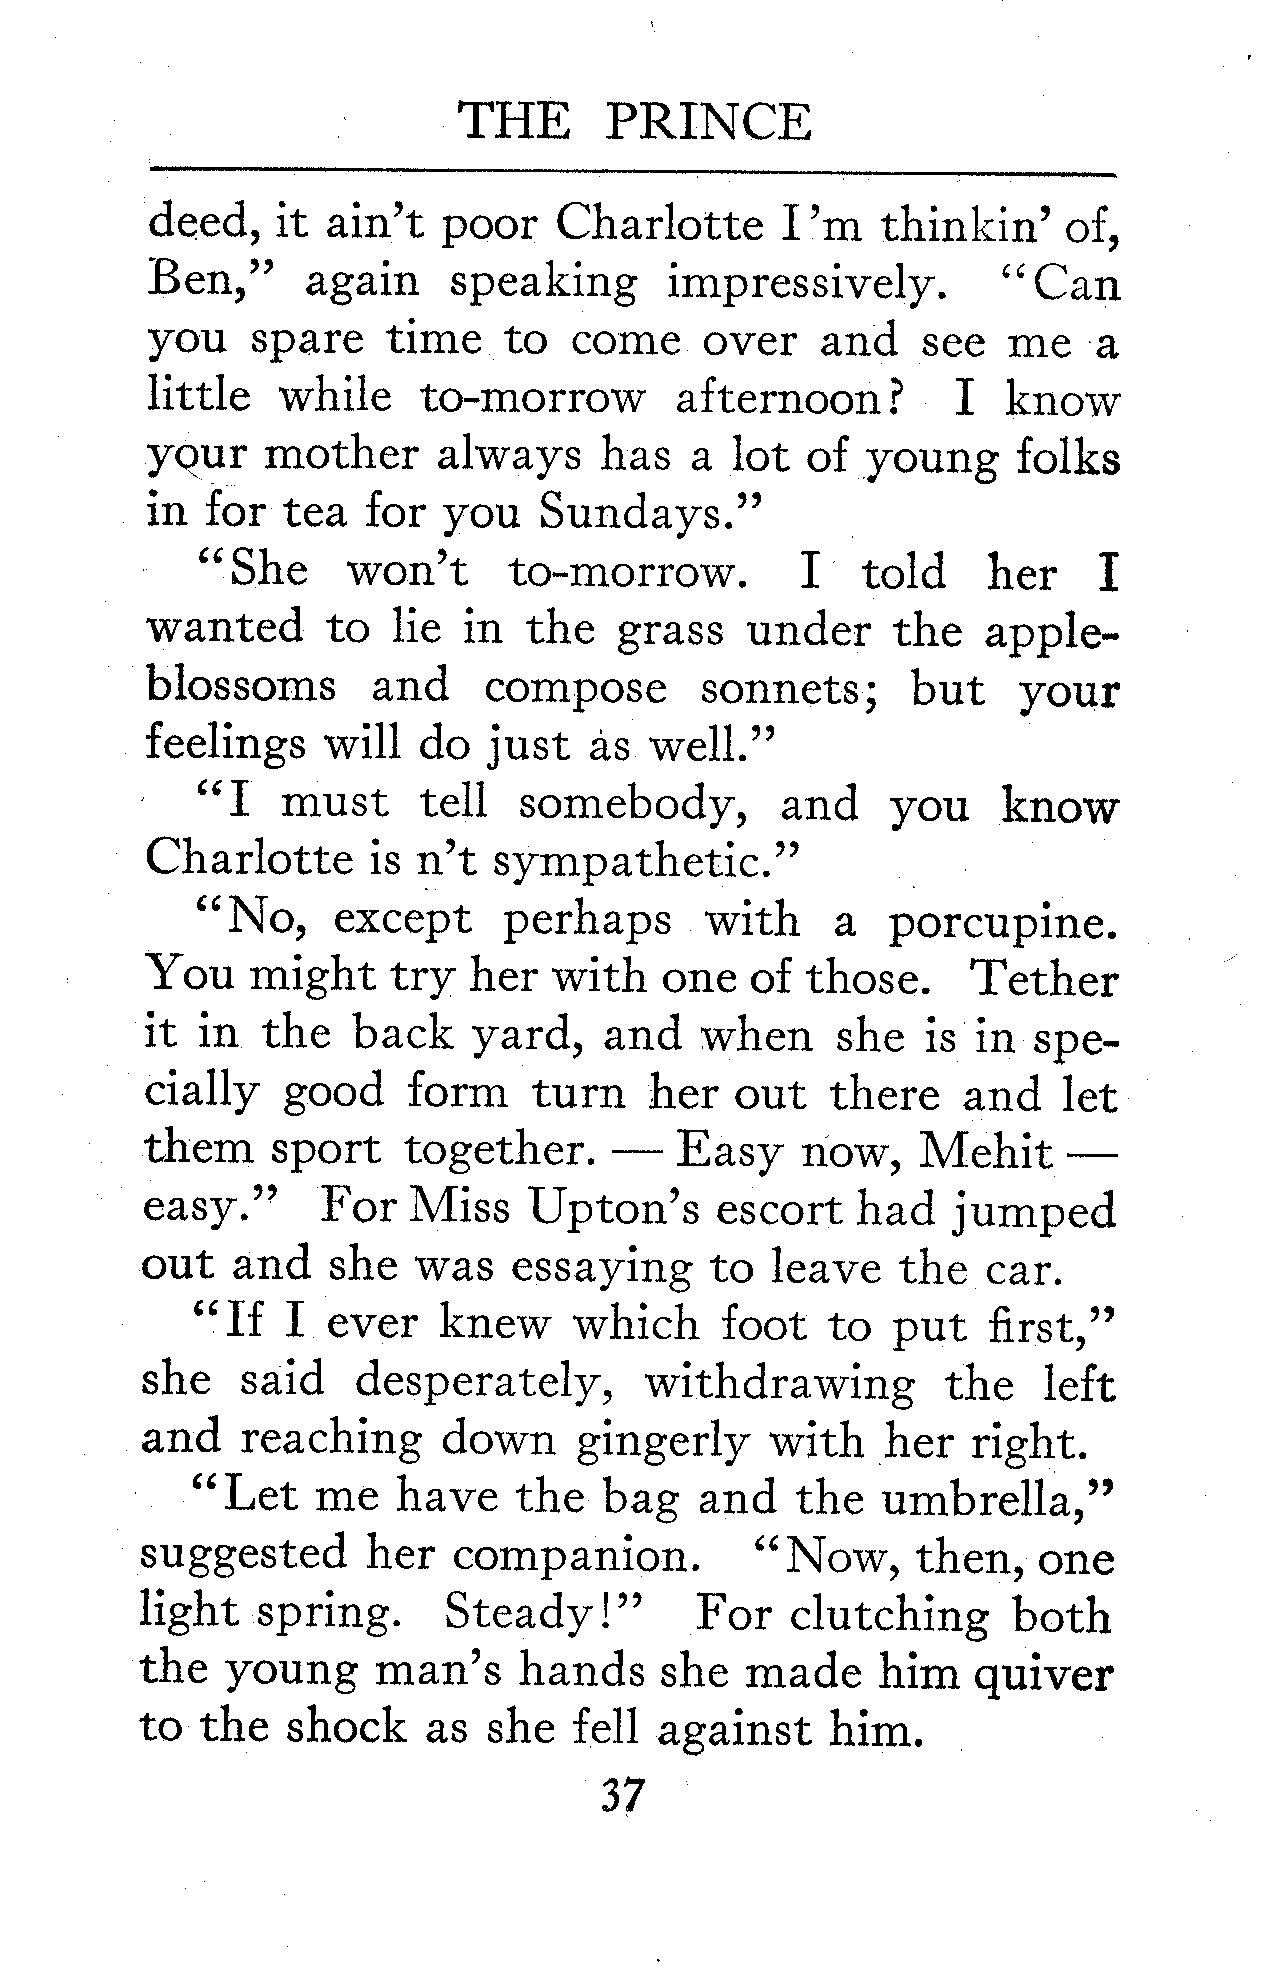 THE PRINCE
deed, it ain't poor Charlotte I 'm thinkin' of,
Ben," again speaking impressively. "Can
you spare time to come over and see me a
little while to-morrow afternoon? I know
your mother always has a lot of young folks
in for tea for you Sundays."
"She won't to-morrow. I told her I
wanted to lie in the grass under the apple-
blossoms and compose sonnets; but your
feelings will do just as well."
"I must tell somebody, and you know
Charlotte is n't sympathetic."
"No, except perhaps with a porcupine.
You might try her with one of those. Tether
it in the back yard, and when she is in spe-
cially good form turn her out there and let
them sport together. — Easy now, Mehit —
easy." For Miss Upton's escort had jumped
out and she was essaying to leave the car.
"If I ever knew which foot to put first,"
she said desperately, withdrawing the left
and reaching down gingerly with her right.
"Let me have the bag and the umbrella,"
suggested her companion. "Now, then, one
light spring. Steady!" For clutching both
the young man's hands she made him quiver
to the shock as she fell against him.
37